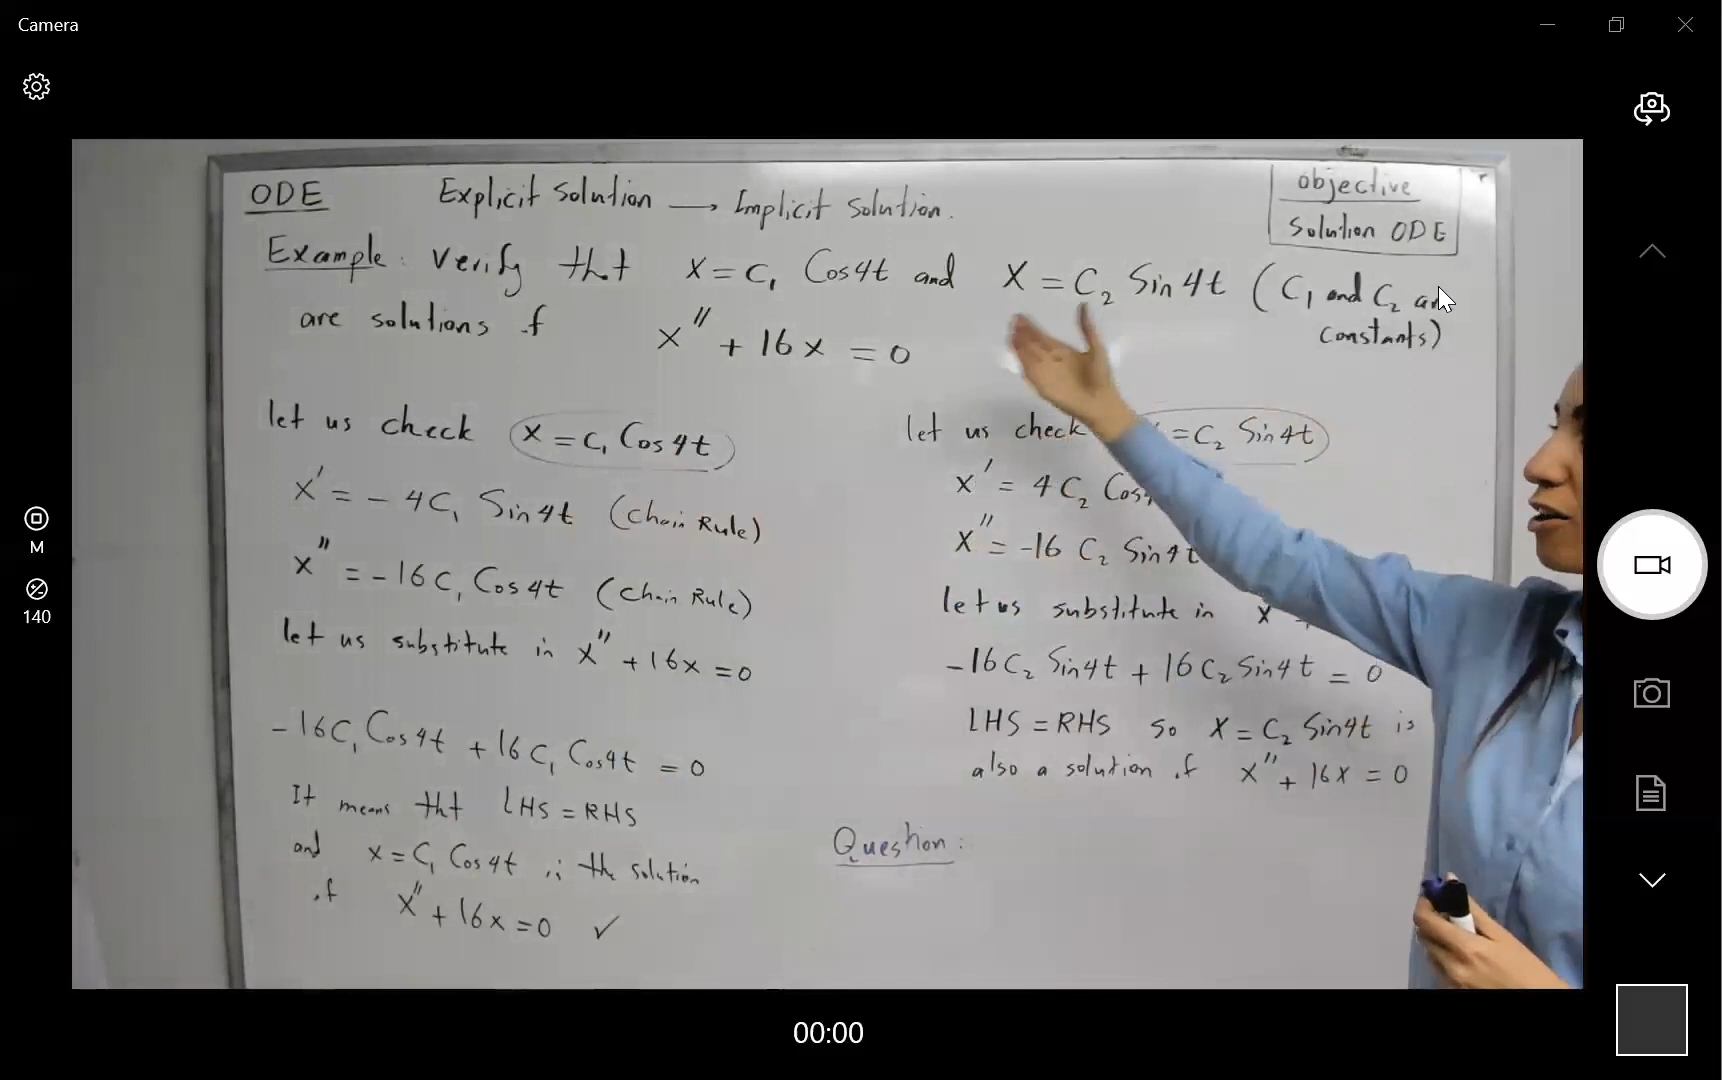 Camera
ODE Explicit Solution → Implicit Solution.
objective
Solution ODE
Example: Verify tht x = C₁ Cos4t and x = C₂ Sin4t (C₁ and C₂
constants)
are solutions of x'' + 16x = 0
let us check x = C₁ Cos4t
x' = - 4C₁ Sin4t (Chain Rule)
x'' = -16C₁ Cos4t (Chain Rule)
let us substitute in x'' + 16x = 0
-16C₁ Cos4t + 16C₁ Cos4t = 0
It means tht LHS = RHS
and x = C₁ Cos4t is the solution
of x'' + 16x = 0 ✓
let us check = C₂ Sin4t
x' = 4C₂ Cos
x'' = -16 C₂ Sin4t
let us substitute in x
-16C₂ Sin4t + 16C₂ Sin4t = 0
LHS = RHS so x = C₂ Sin4t is
also a solution of x'' + 16x = 0
Question:
M
140
00:00